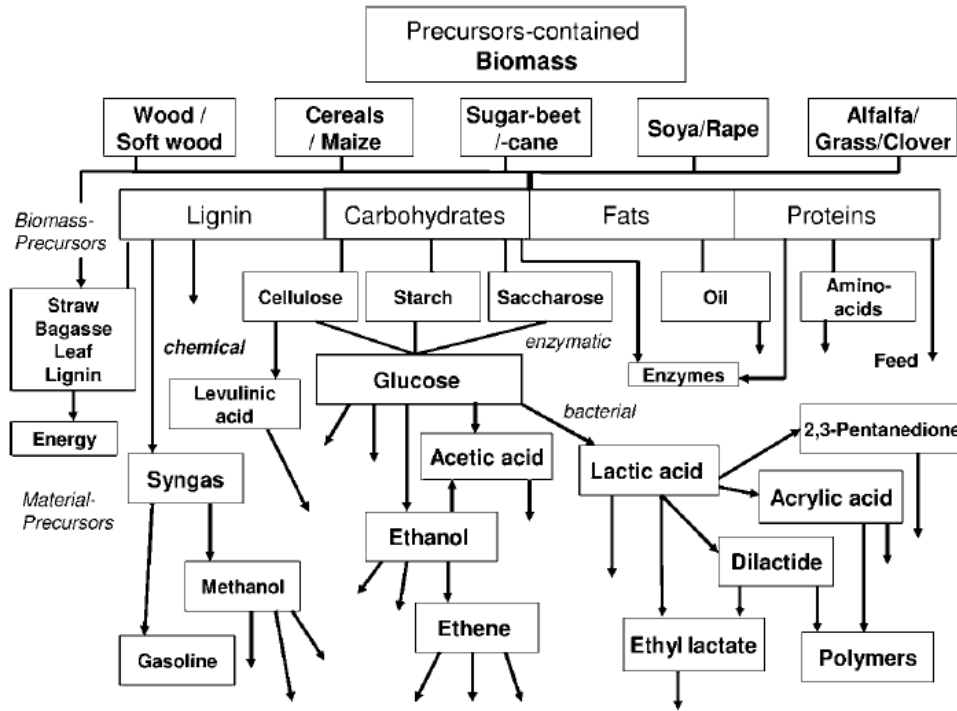 Precursors-contained
Biomass
Wood /
Soft wood
Cereals
/ Maize
Sugar-beet
/-cane
Soya/Rape
Alfalfa/
Grass/Clover
Biomass-
Precursors
Lignin
Carbohydrates
Fats
Proteins
Straw
Bagasse
Leaf
Lignin
Cellulose
Starch
Saccharose
Oil
Amino-
acids
chemical
enzymatic
Feed
Glucose
Enzymes
Levulinic
acid
bacterial
Energy
2,3-Pentanedione
Acetic acid
Lactic acid
Syngas
Acrylic acid
Material-
Precursors
Ethanol
Dilactide
Methanol
Ethene
Ethyl lactate
Gasoline
Polymers